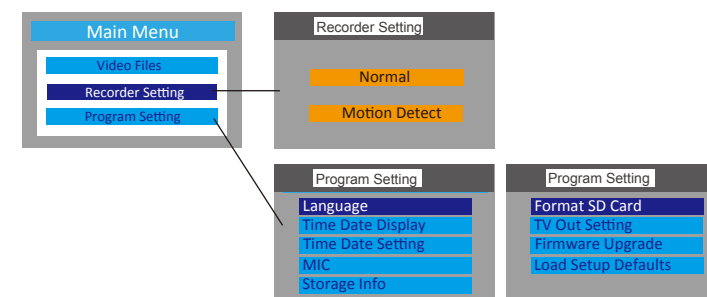 Main Menu
Video Files
Recorder Setting
Program Setting
Recorder Setting
Normal
Motion Detect
Program Setting
Language
Time Date Display
Time Date Setting
MIC
Storage Info
Program Setting
Format SD Card
TV Out Setting
Firmware Upgrade
Load Setup Defaults